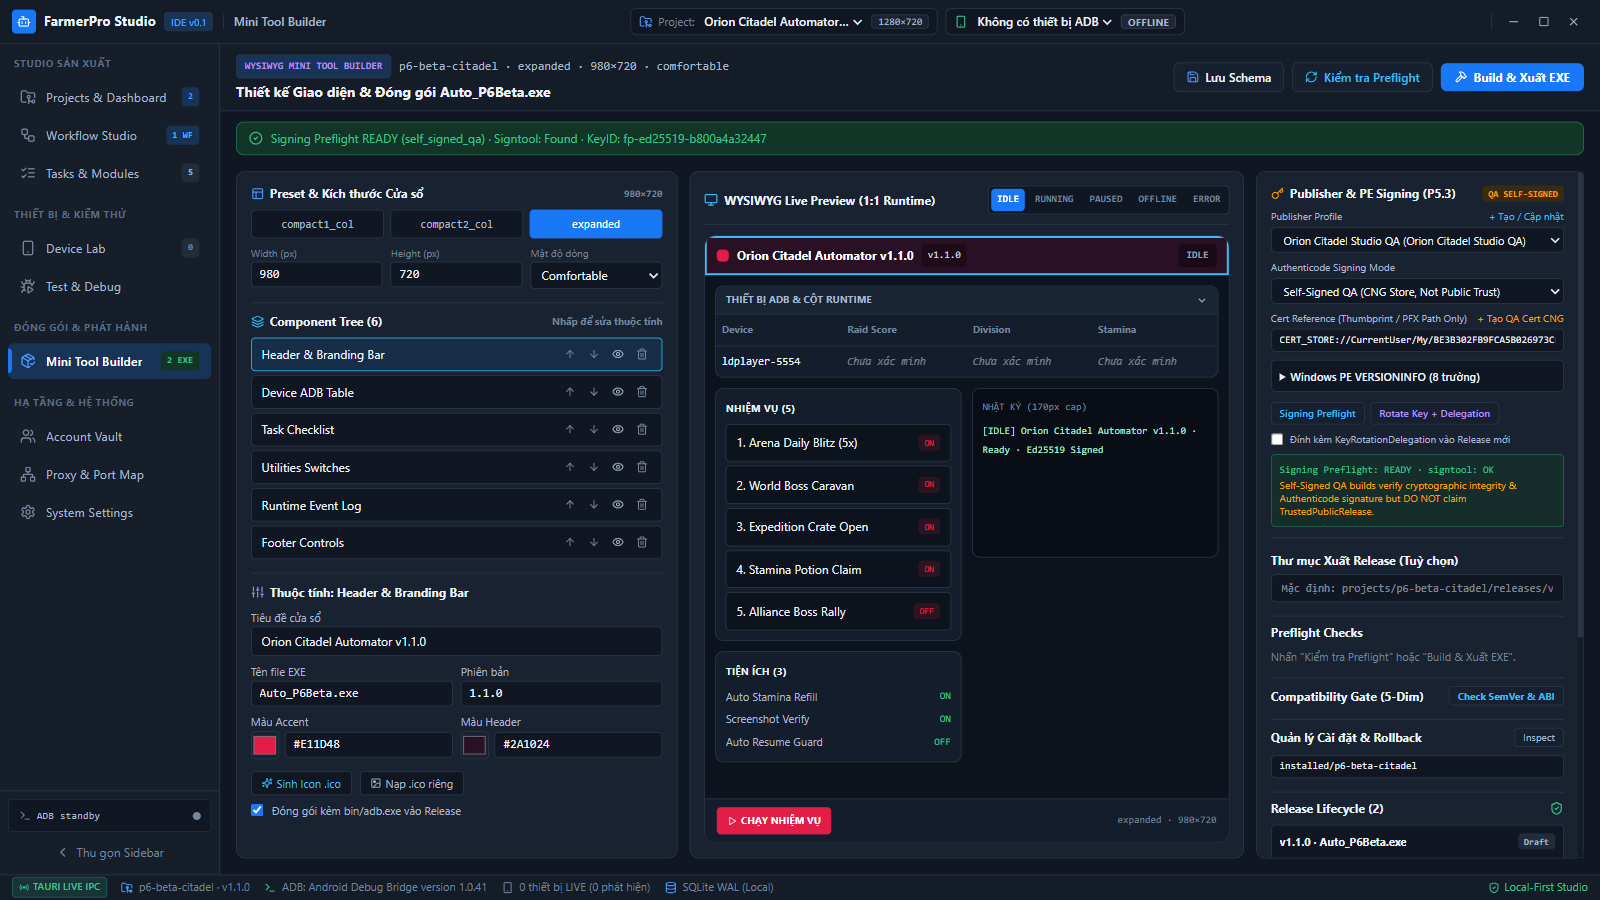 FarmerPro Studio
IDE v0.1
Mini Tool Builder
Project:
Orion Citadel Automator...
1280×720
Không có thiết bị ADB
OFFLINE
STUDIO SẢN XUẤT
Projects & Dashboard
2
Workflow Studio
1 WF
Tasks & Modules
5
THIẾT BỊ & KIỂM THỬ
Device Lab
0
Test & Debug
ĐÓNG GÓI & PHÁT HÀNH
Mini Tool Builder
2 EXE
HẠ TẦNG & HỆ THỐNG
Account Vault
Proxy & Port Map
System Settings
ADB standby
Thu gọn Sidebar
WYSIWYG MINI TOOL BUILDER
p6-beta-citadel · expanded · 980×720 · comfortable
Thiết kế Giao diện & Đóng gói Auto_P6Beta.exe
Lưu Schema
Kiểm tra Preflight
Build & Xuất EXE
Signing Preflight READY (self_signed_qa) · Signtool: Found · KeyID: fp-ed25519-b800a4a32447
Preset & Kích thước Cửa sổ
980×720
compact1_col
compact2_col
expanded
Width (px)
Height (px)
Mật độ dòng
980
720
Comfortable
Component Tree (6)
Nhấp để sửa thuộc tính
Header & Branding Bar
Device ADB Table
Task Checklist
Utilities Switches
Runtime Event Log
Footer Controls
Thuộc tính: Header & Branding Bar
Tiêu đề cửa sổ
Orion Citadel Automator v1.1.0
Tên file EXE
Phiên bản
Auto_P6Beta.exe
1.1.0
Màu Accent
Màu Header
#E11D48
#2A1024
Sinh Icon .ico
Nạp .ico riêng
Đóng gói kèm bin/adb.exe vào Release
WYSIWYG Live Preview (1:1 Runtime)
IDLE
RUNNING
PAUSED
OFFLINE
ERROR
Orion Citadel Automator v1.1.0
v1.1.0
IDLE
THIẾT BỊ ADB & CỘT RUNTIME
Device
Raid Score
Division
Stamina
ldplayer-5554
Chưa xác minh
Chưa xác minh
Chưa xác minh
NHIỆM VỤ (5)
1. Arena Daily Blitz (5x)
ON
2. World Boss Caravan
ON
3. Expedition Crate Open
ON
4. Stamina Potion Claim
ON
5. Alliance Boss Rally
OFF
NHẬT KÝ (170px cap)
[IDLE] Orion Citadel Automator v1.1.0 ·
Ready · Ed25519 Signed
TIỆN ÍCH (3)
Auto Stamina Refill
ON
Screenshot Verify
ON
Auto Resume Guard
OFF
CHẠY NHIỆM VỤ
expanded · 980×720
Publisher & PE Signing (P5.3)
QA SELF-SIGNED
Publisher Profile
+ Tạo / Cập nhật
Orion Citadel Studio QA (Orion Citadel Studio QA)
Authenticode Signing Mode
Self-Signed QA (CNG Store, Not Public Trust)
Cert Reference (Thumbprint / PFX Path Only)
+ Tạo QA Cert CNG
CERT_STORE://CurrentUser/My/BE3B302FB9FCA5B026973C
Windows PE VERSIONINFO (8 trường)
Signing Preflight
Rotate Key + Delegation
Đính kèm KeyRotationDelegation vào Release mới
Signing Preflight: READY · signtool: OK
Self-Signed QA builds verify cryptographic integrity &
Authenticode signature but DO NOT claim
TrustedPublicRelease.
Thư mục Xuất Release (Tuỳ chọn)
Mặc định: projects/p6-beta-citadel/releases/v
Preflight Checks
Nhấn "Kiểm tra Preflight" hoặc "Build & Xuất EXE".
Compatibility Gate (5-Dim)
Check SemVer & ABI
Quản lý Cài đặt & Rollback
Inspect
installed/p6-beta-citadel
Release Lifecycle (2)
v1.1.0 · Auto_P6Beta.exe
Draft
TAURI LIVE IPC
p6-beta-citadel · v1.1.0
ADB: Android Debug Bridge version 1.0.41
0 thiết bị LIVE (0 phát hiện)
SQLite WAL (Local)
Local-First Studio